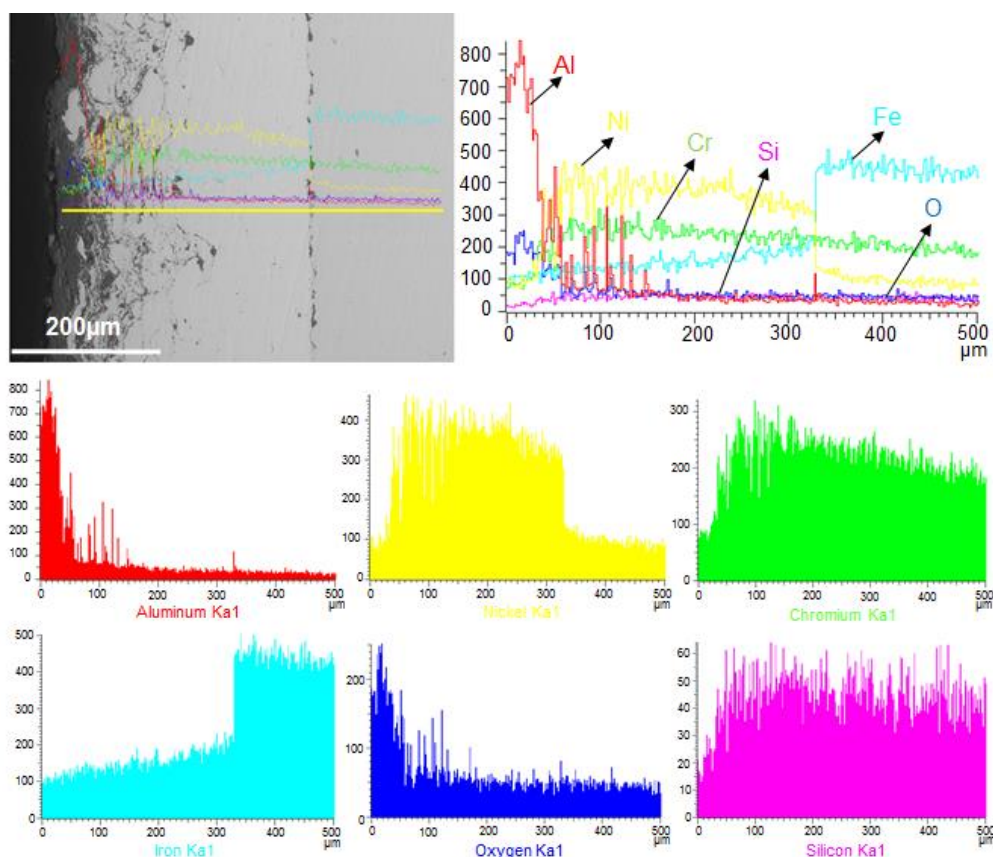 200µm
800
700
600
500
400
300
200
100
0
Al
Ni
Cr
Si
Fe
O
0 100 200 300 400 500
µm
800
700
600
500
400
300
200
100
0
0 100 200 300 400 500
µm
Aluminum Ka1
400
300
200
100
0
0 100 200 300 400 500
µm
Nickel Ka1
300
200
100
0
0 100 200 300 400 500
µm
Chromium Ka1
500
400
300
200
100
0
0 100 200 300 400 500
µm
Iron Ka1
200
100
0
0 100 200 300 400 500
µm
Oxygen Ka1
60
50
40
30
20
10
0
0 100 200 300 400 500
µm
Silicon Ka1